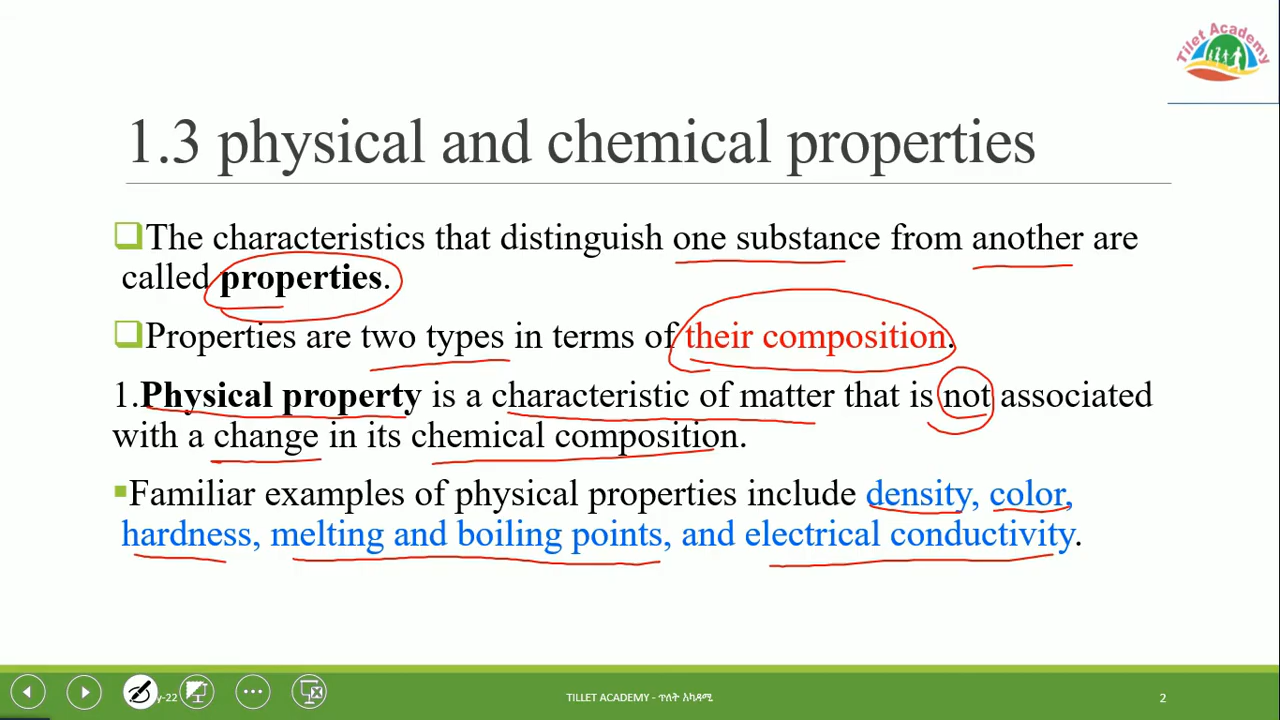 Tilet Academy
1.3 physical and chemical properties
The characteristics that distinguish one substance from another are
called properties.
Properties are two types in terms of their composition.
1.Physical property is a characteristic of matter that is not associated
with a change in its chemical composition.
Familiar examples of physical properties include density, color,
hardness, melting and boiling points, and electrical conductivity.
y-22
TILLET ACADEMY - ጥለት አካዳሚ
2